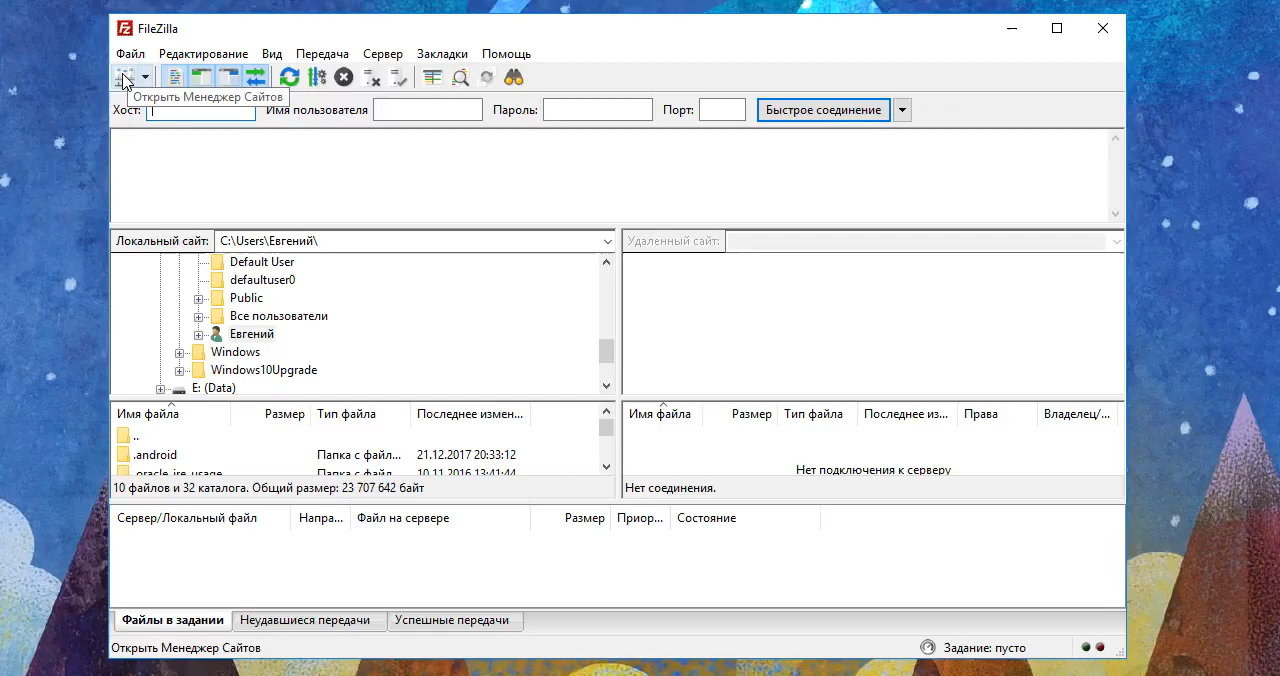 FileZilla
Файл Редактирование Вид Передача Сервер Закладки Помощь
Открыть Менеджер Сайтов
Хост: Имя пользователя Пароль: Порт: Быстрое соединение
Локальный сайт: C:\Users\Евгений\
Default User
defaultuser0
Public
Все пользователи
Евгений
Windows
Windows10Upgrade
E: (Data)
Удаленный сайт:
Имя файла Размер Тип файла Последнее измен...
..
.android Папка с файл... 21.12.2017 20:33:12
.oracle_jre_usage Папка с файл... 10.11.2016 13:41:44
10 файлов и 32 каталога. Общий размер: 23 707 642 байт
Имя файла Размер Тип файла Последнее из... Права Владелец/...
Нет подключения к серверу
Нет соединения.
Сервер/Локальный файл Напра... Файл на сервере Размер Приор... Состояние
Файлы в задании Неудавшиеся передачи Успешные передачи
Открыть Менеджер Сайтов Задание: пусто